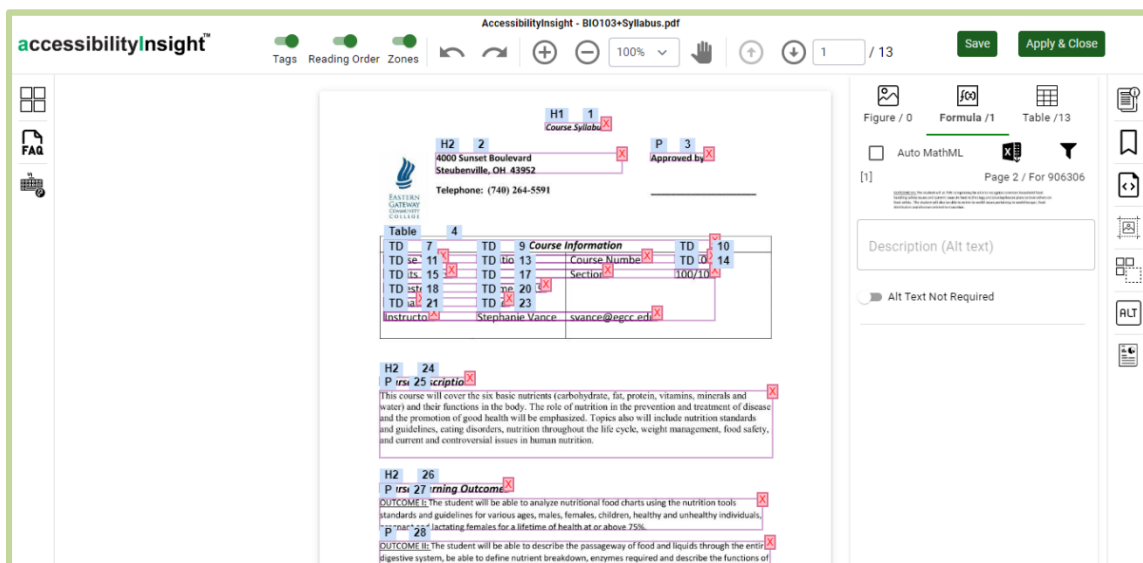 AccessibilityInsight - BIO103+Syllabus.pdf
accessibilityInsight™
Tags
Reading Order
Zones
100%
1
/ 13
Save
Apply & Close
FAQ
H1 1
Course Syllabu
H2 2
4000 Sunset Boulevard
Steubenville, OH 43952
Telephone: (740) 264-5591
P 3
Approved by
EASTERN
GATEWAY
COMMUNITY
COLLEGE
Table 4
TD 7 TD 9 Course Information TD 10
TD 11 TD 13 Course Numbe TD 14
TD 15 TD 17 Section 100/10
TD 18 TD 20
TD 21 TD 23
Instructo Stephanie Vance svance@egcc.ed
H2 24
P 25
This course will cover the six basic nutrients (carbohydrate, fat, protein, vitamins, minerals and
water) and their functions in the body. The role of nutrition in the prevention and treatment of disease
and the promotion of good health will be emphasized. Topics also will include nutrition standards
and guidelines, eating disorders, nutrition throughout the life cycle, weight management, food safety,
and current and controversial issues in human nutrition.
H2 26
P 27
OUTCOME I: The student will be able to analyze nutritional food charts using the nutrition tools
standards and guidelines for various ages, males, females, children, healthy and unhealthy individuals,
lactating females for a lifetime of health at or above 75%.
P 28
OUTCOME II: The student will be able to describe the passageway of food and liquids through the entir
digestive system, be able to define nutrient breakdown, enzymes required and describe the functions of
Figure / 0
Formula /1
Table /13
Auto MathML
[1]
Page 2 / For 906306
Description (Alt text)
Alt Text Not Required
ALT